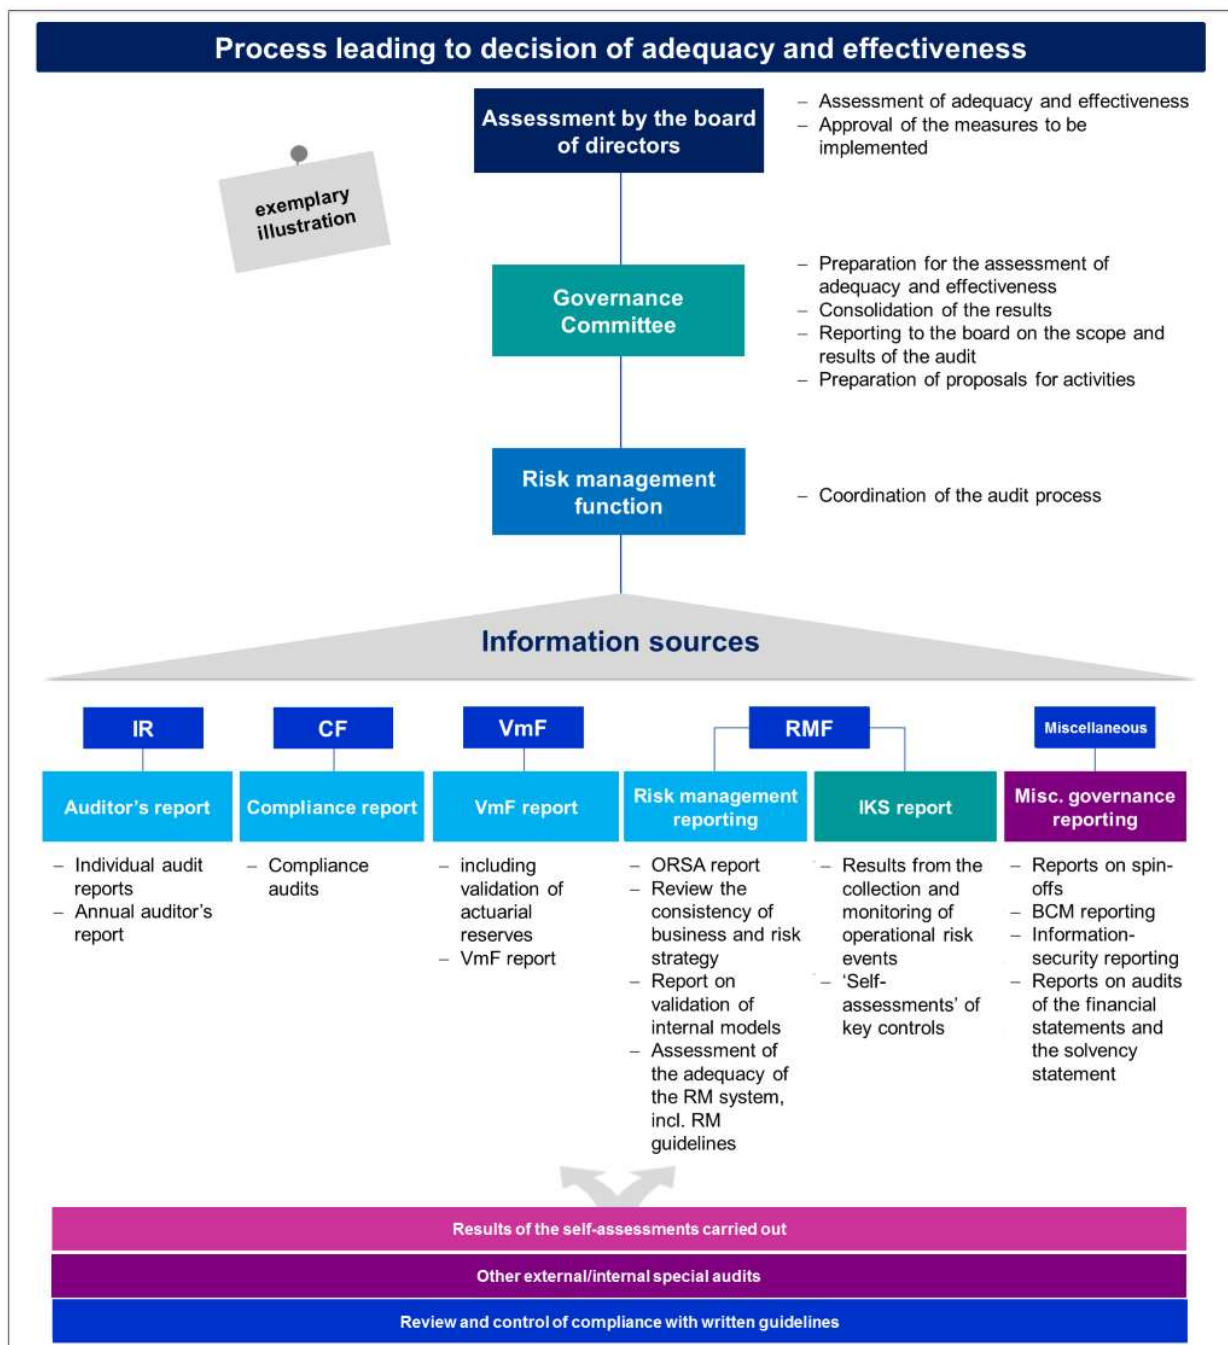 Process leading to decision of adequacy and effectiveness
Assessment by the board
of directors
– Assessment of adequacy and effectiveness
– Approval of the measures to be
implemented
exemplary
illustration
Governance
Committee
– Preparation for the assessment of
adequacy and effectiveness
– Consolidation of the results
– Reporting to the board on the scope and
results of the audit
– Preparation of proposals for activities
Risk management
function
– Coordination of the audit process
Information sources
IR
CF
VmF
RMF
Miscellaneous
Auditor's report
Compliance report
VmF report
Risk management
reporting
IKS report
Misc. governance
reporting
– Individual audit
reports
– Annual auditor's
report
– Compliance
audits
– including
validation of
actuarial
reserves
– VmF report
– ORSA report
– Review the
consistency of
business and risk
strategy
– Report on
validation of
internal models
– Assessment of
the adequacy of
the RM system,
incl. RM
guidelines
– Results from the
collection and
monitoring of
operational risk
events
– ‘Self-
assessments’ of
key controls
– Reports on spin-
offs
– BCM reporting
– Information-
security reporting
– Reports on audits
of the financial
statements and
the solvency
statement
Results of the self-assessments carried out
Other external/internal special audits
Review and control of compliance with written guidelines